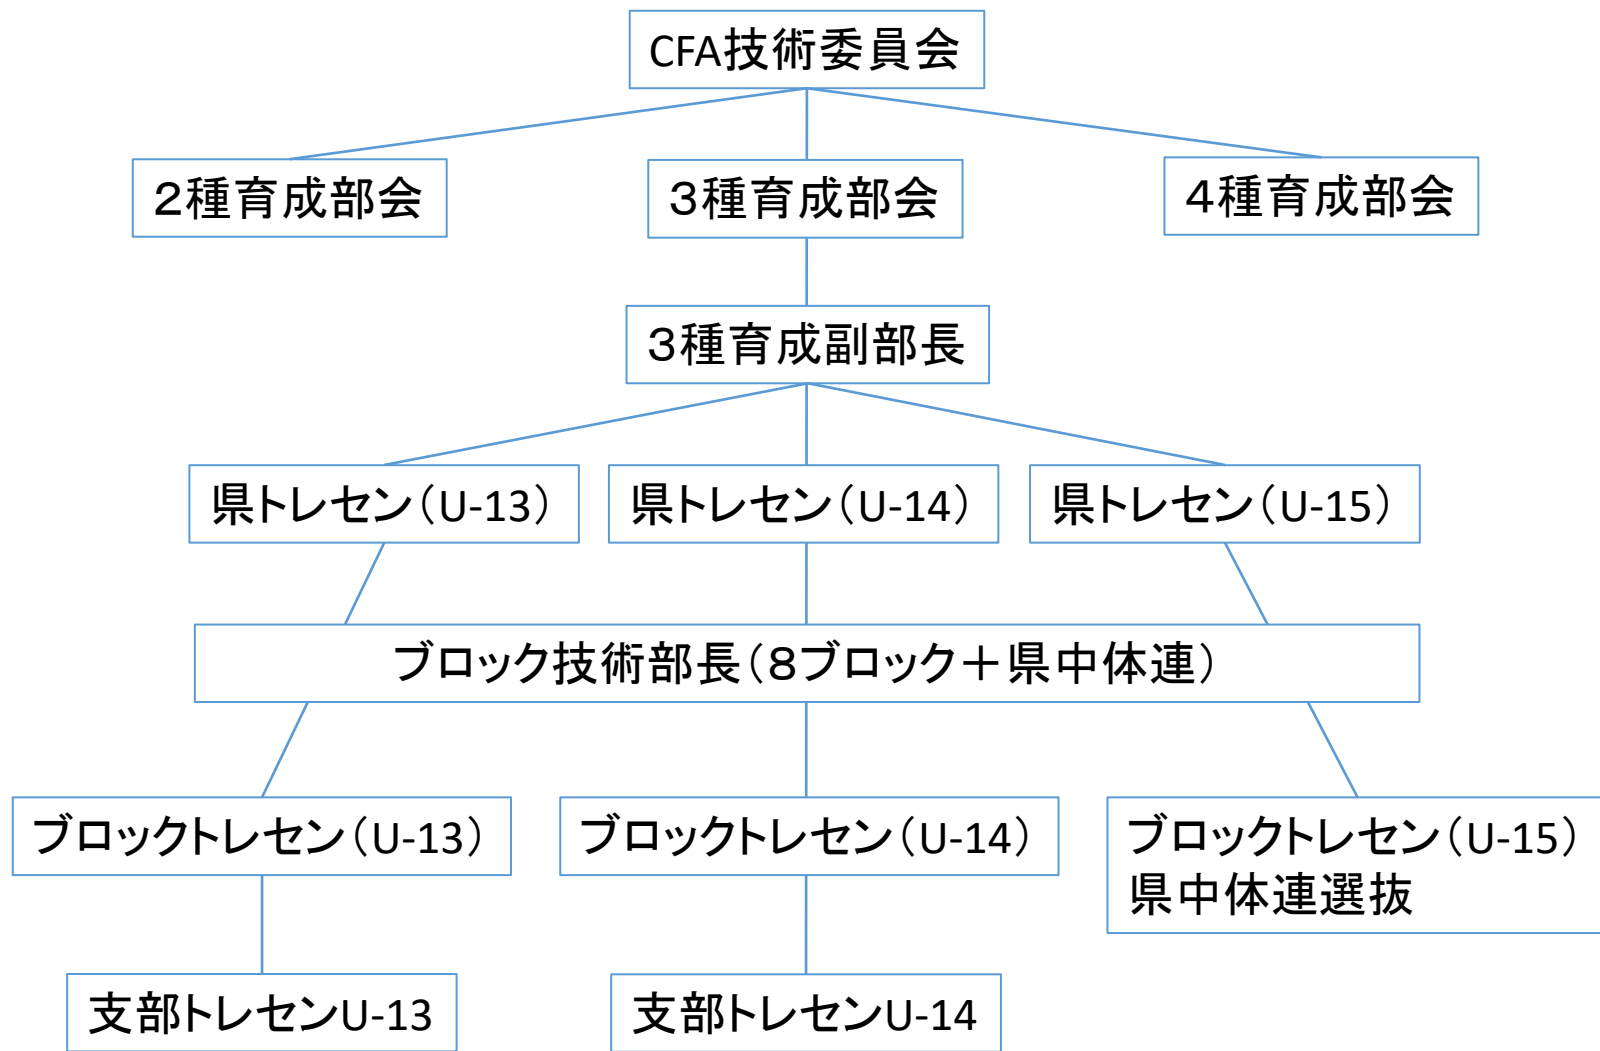 CFA技術委員会
２種育成部会
３種育成部会
４種育成部会
３種育成副部長
県トレセン（U-13）
県トレセン（U-14）
県トレセン（U-15）
ブロック技術部長（８ブロック＋県中体連）
ブロックトレセン（U-13）
ブロックトレセン（U-14）
ブロックトレセン（U-15）
県中体連選抜
支部トレセンU-13
支部トレセンU-14